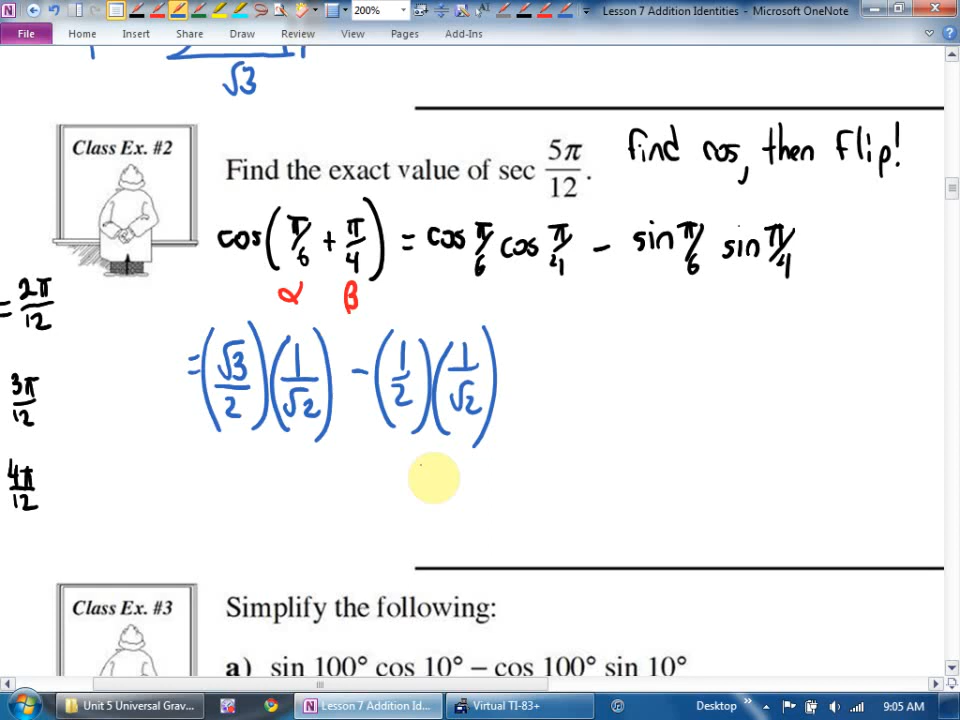 200%
Lesson 7 Addition Identities - Microsoft OneNote
File Home Insert Share Draw Review View Pages Add-Ins
√3
Class Ex. #2
Find the exact value of sec 5π/12.
find cos, then flip!
cos(π/6 + π/4) = cos π/6 cos π/4 − sin π/6 sin π/4
α β
= 2π/12
3π/12
4π/12
= (√3/2)(1/√2) − (1/2)(1/√2)
Class Ex. #3
Simplify the following:
a) sin 100° cos 10° − cos 100° sin 10°
Unit 5 Universal Grav... Lesson 7 Addition Id... Virtual TI-83+ Desktop » 9:05 AM